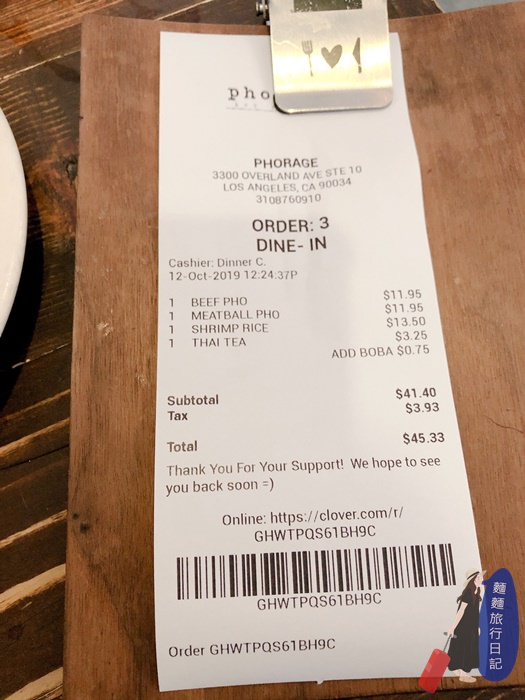 pho
PHORAGE
3300 OVERLAND AVE STE 10
LOS ANGELES, CA 90034
3108760910
ORDER: 3
DINE- IN
Cashier: Dinner C.
12-Oct-2019 12:24:37P
1 BEEF PHO $11.95
1 MEATBALL PHO $11.95
1 SHRIMP RICE $13.50
1 THAI TEA $3.25
ADD BOBA $0.75
Subtotal $41.40
Tax $3.93
Total $45.33
Thank You For Your Support! We hope to see
you back soon =)
Online: https://clover.com/r/
GHWTPQS61BH9C
GHWTPQS61BH9C
Order GHWTPQS61BH9C
麵麵旅行日記